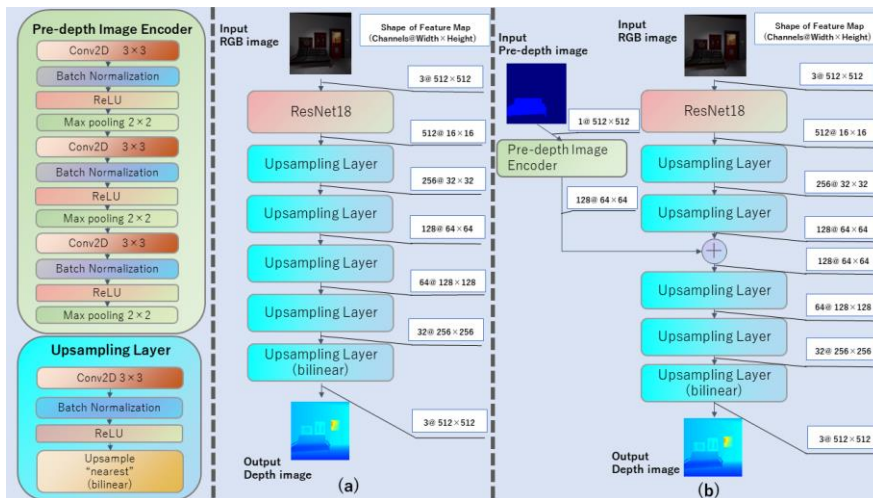 Pre-depth Image Encoder
Conv2D 3×3
Batch Normalization
ReLU
Max pooling 2×2
Conv2D 3×3
Batch Normalization
ReLU
Max pooling 2×2
Conv2D 3×3
Batch Normalization
ReLU
Max pooling 2×2
Upsampling Layer
Conv2D 3×3
Batch Normalization
ReLU
Upsample
“nearest”
(bilinear)
Input
RGB image
Shape of Feature Map
(Channels@Width×Height)
3@ 512×512
ResNet18
512@ 16×16
Upsampling Layer
256@ 32×32
Upsampling Layer
128@ 64×64
Upsampling Layer
64@ 128×128
Upsampling Layer
32@ 256×256
Upsampling Layer
(bilinear)
3@ 512×512
Output
Depth image
(a)
Input
Pre-depth image
Input
RGB image
Shape of Feature Map
(Channels@Width×Height)
3@ 512×512
1@ 512×512
ResNet18
Pre-depth Image
Encoder
512@ 16×16
Upsampling Layer
256@ 32×32
128@ 64×64
Upsampling Layer
128@ 64×64
+
128@ 64×64
Upsampling Layer
64@ 128×128
Upsampling Layer
32@ 256×256
Upsampling Layer
(bilinear)
3@ 512×512
Output
Depth image
(b)